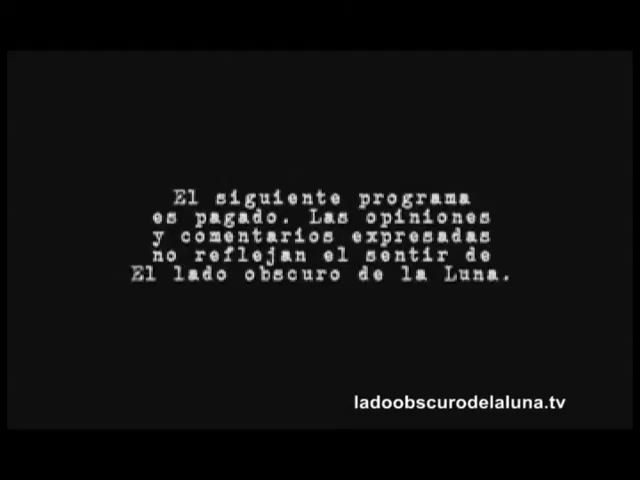 El siguiente programa
es pagado. Las opiniones
y comentarios expresadas
no reflejan el sentir de
El lado obscuro de la Luna.
ladoobscurodelaluna.tv